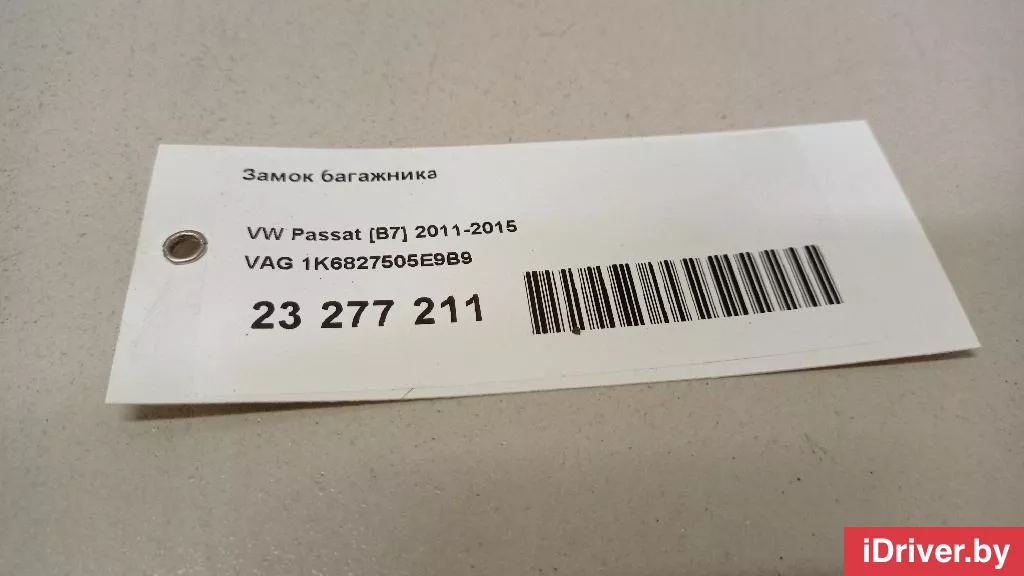 Замок багажника
VW Passat [B7] 2011-2015
VAG 1K6827505E9B9
23 277 211
iDriver.by